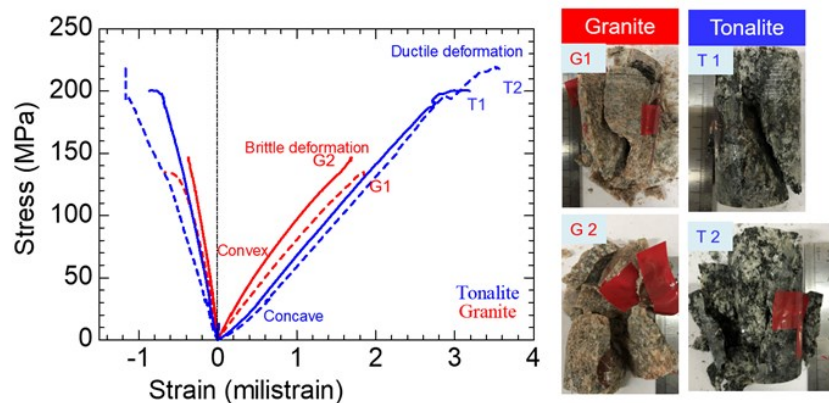 250
200
150
100
50
0
Stress (MPa)
-1
0
1
2
3
4
Strain (milistrain)
Ductile deformation
T2
T1
Brittle deformation
G2
G1
Convex
Concave
Tonalite
Granite
Granite
Tonalite
G1
T 1
G 2
T 2